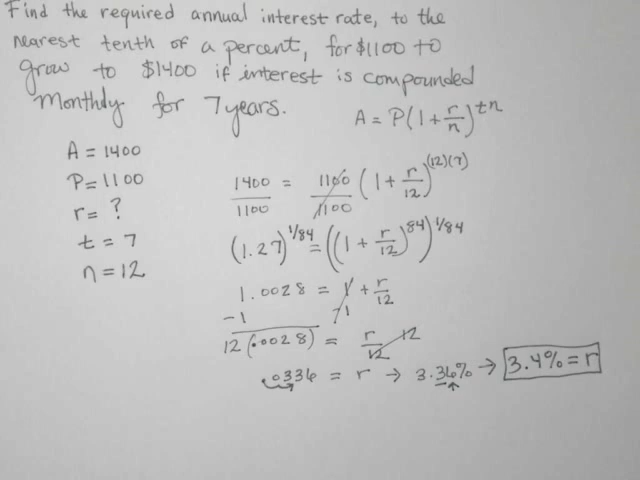 Find the required annual interest rate, to the
nearest tenth of a percent, for $1100 to
grow to $1400 if interest is compounded
Monthly for 7 years.
A = P(1 + r/n)^tn
A = 1400
P = 1100
r = ?
t = 7
n = 12
1400/1100 = 1100/1100 (1 + r/12)^(12)(7)
(1.27)^1/84 = ((1 + r/12)^84)^1/84
1.0028 = 1 + r/12
-1 -1
12(.0028) = r/12 · 12
.0336 = r → 3.36% → 3.4% = r